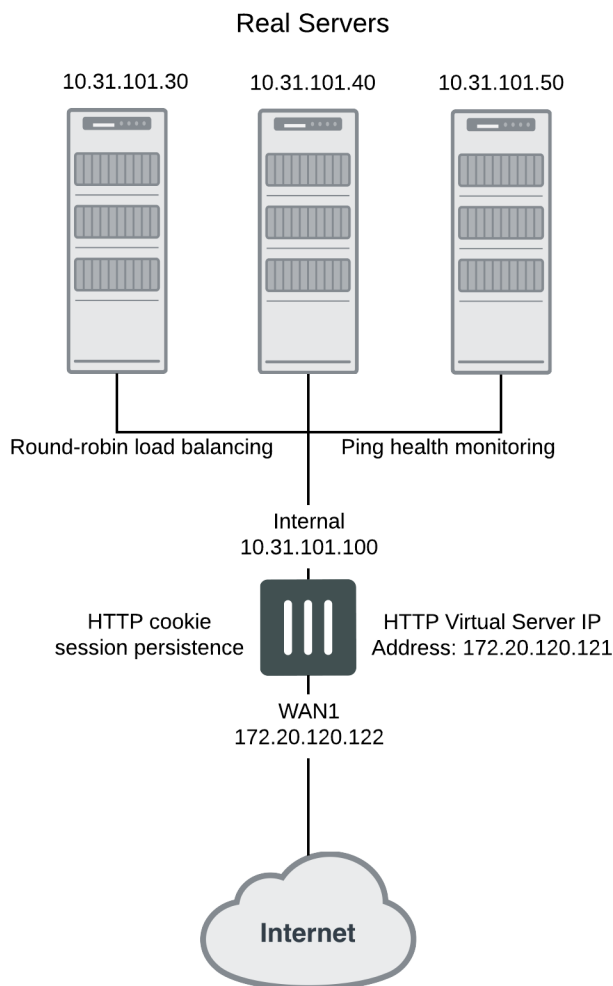 Real Servers
10.31.101.30
10.31.101.40
10.31.101.50
Round-robin load balancing
Ping health monitoring
Internal
10.31.101.100
HTTP cookie
session persistence
HTTP Virtual Server IP
Address: 172.20.120.121
WAN1
172.20.120.122
Internet